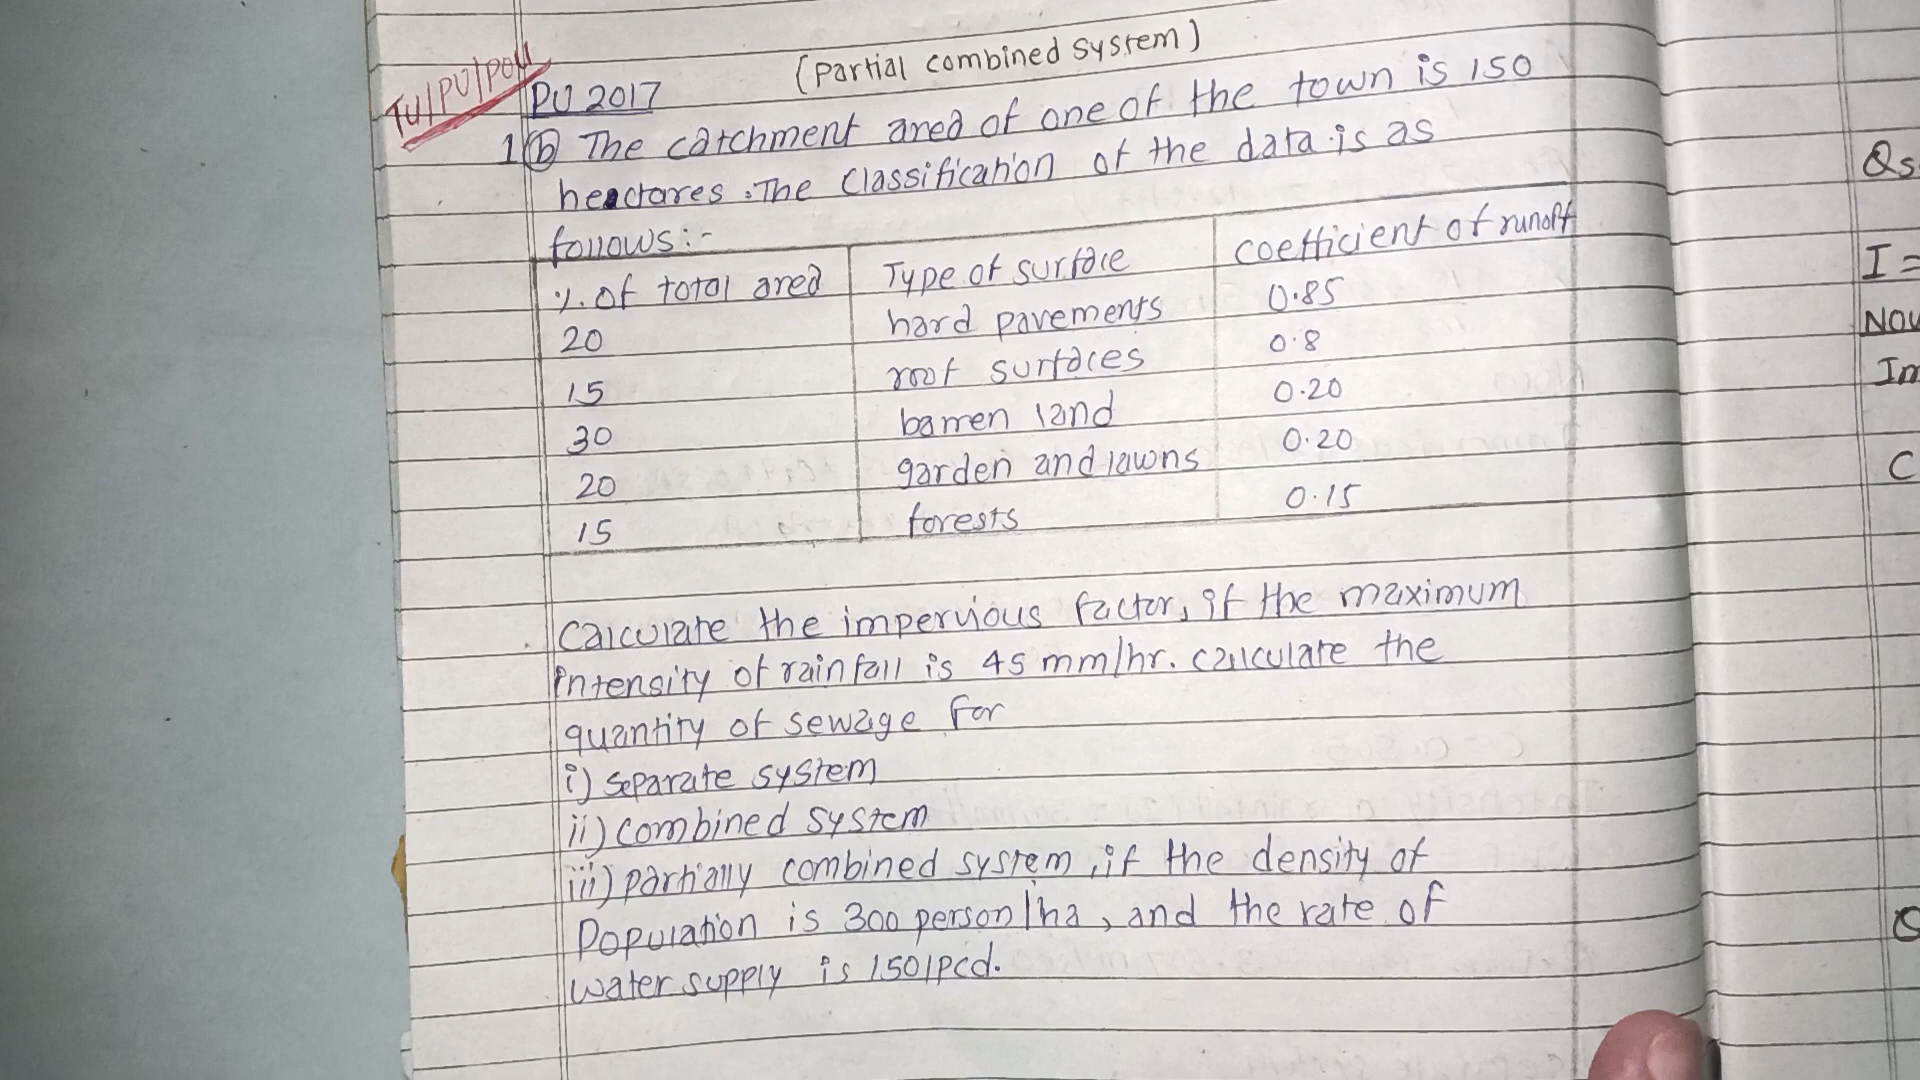 TU/PU/POU
(partial combined system)
PU 2017
1(b) The catchment area of one of the town is 150
hectares. The classification of the data is as
follows:-
%. of total area Type of surface coefficient of runoff
20 hard pavements 0.85
15 roof surfaces 0.8
30 barren land 0.20
20 garden and lawns 0.20
15 forests 0.15
calculate the impervious factor, if the maximum
intensity of rainfall is 45 mm/hr. calculate the
quantity of sewage for
i) separate system
ii) combined system
iii) partially combined system, if the density of
Population is 300 person/ha, and the rate of
water supply is 150 lpcd.
Qs
I =
Now
Im
C